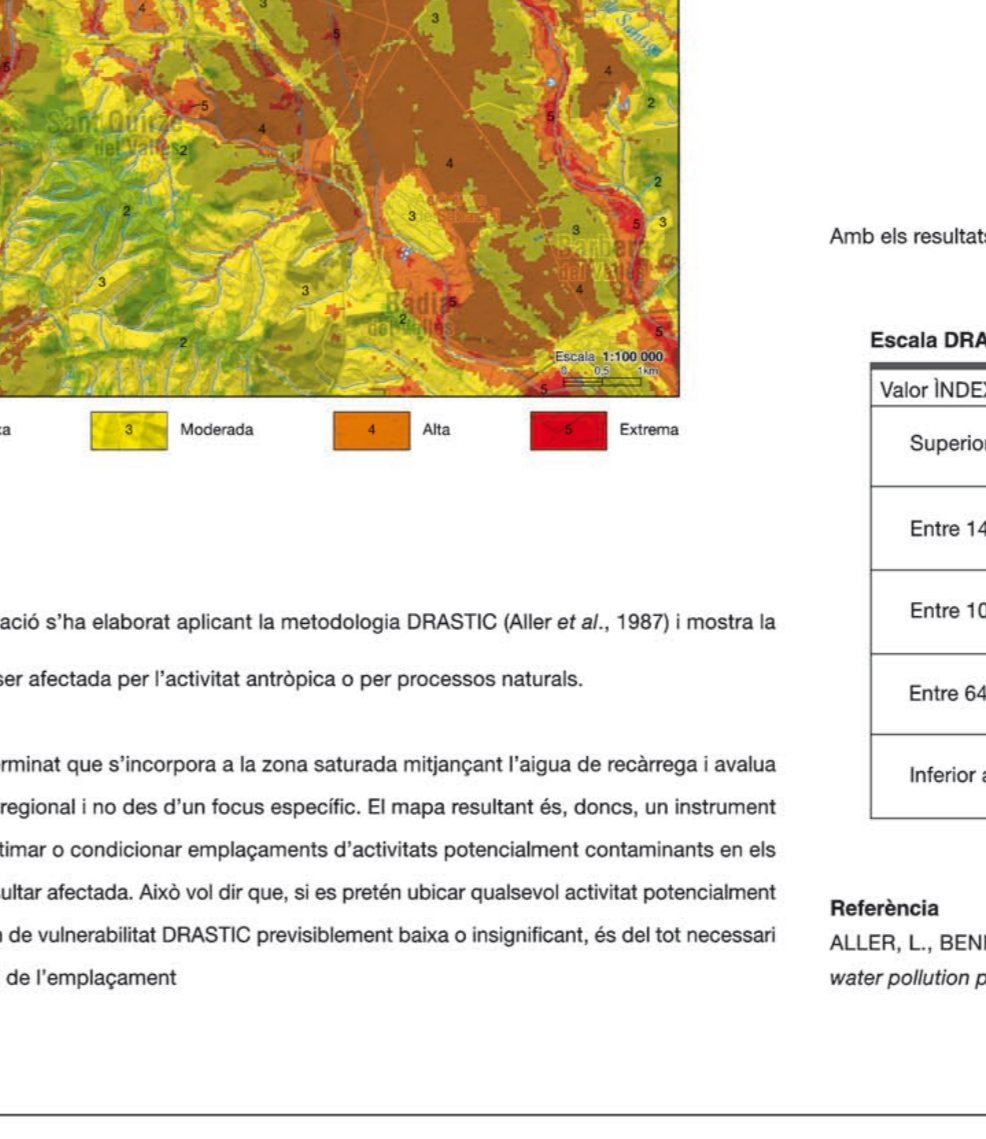 Sant Quirze
del Vallès
Badia
del Vallès
Barberà
del Vallès
Escala 1:100 000
0 0,5 1km
xa
3 Moderada
4 Alta
5 Extrema
ació s’ha elaborat aplicant la metodologia DRASTIC (Aller et al., 1987) i mostra la
ser afectada per l’activitat antròpica o per processos naturals.
erminat que s’incorpora a la zona saturada mitjançant l’aigua de recàrrega i avalua
regional i no des d’un focus específic. El mapa resultant és, doncs, un instrument
timar o condicionar emplaçaments d’activitats potencialment contaminants en els
sultar afectada. Això vol dir que, si es pretén ubicar qualsevol activitat potencialment
de vulnerabilitat DRASTIC previsiblement baixa o insignificant, és del tot necessari
de l’emplaçament
Amb els resultats
Escala DRA
Valor ÌNDEX
Superior
Entre 14
Entre 10
Entre 64
Inferior a
Referència
ALLER, L., BEN
water pollution p